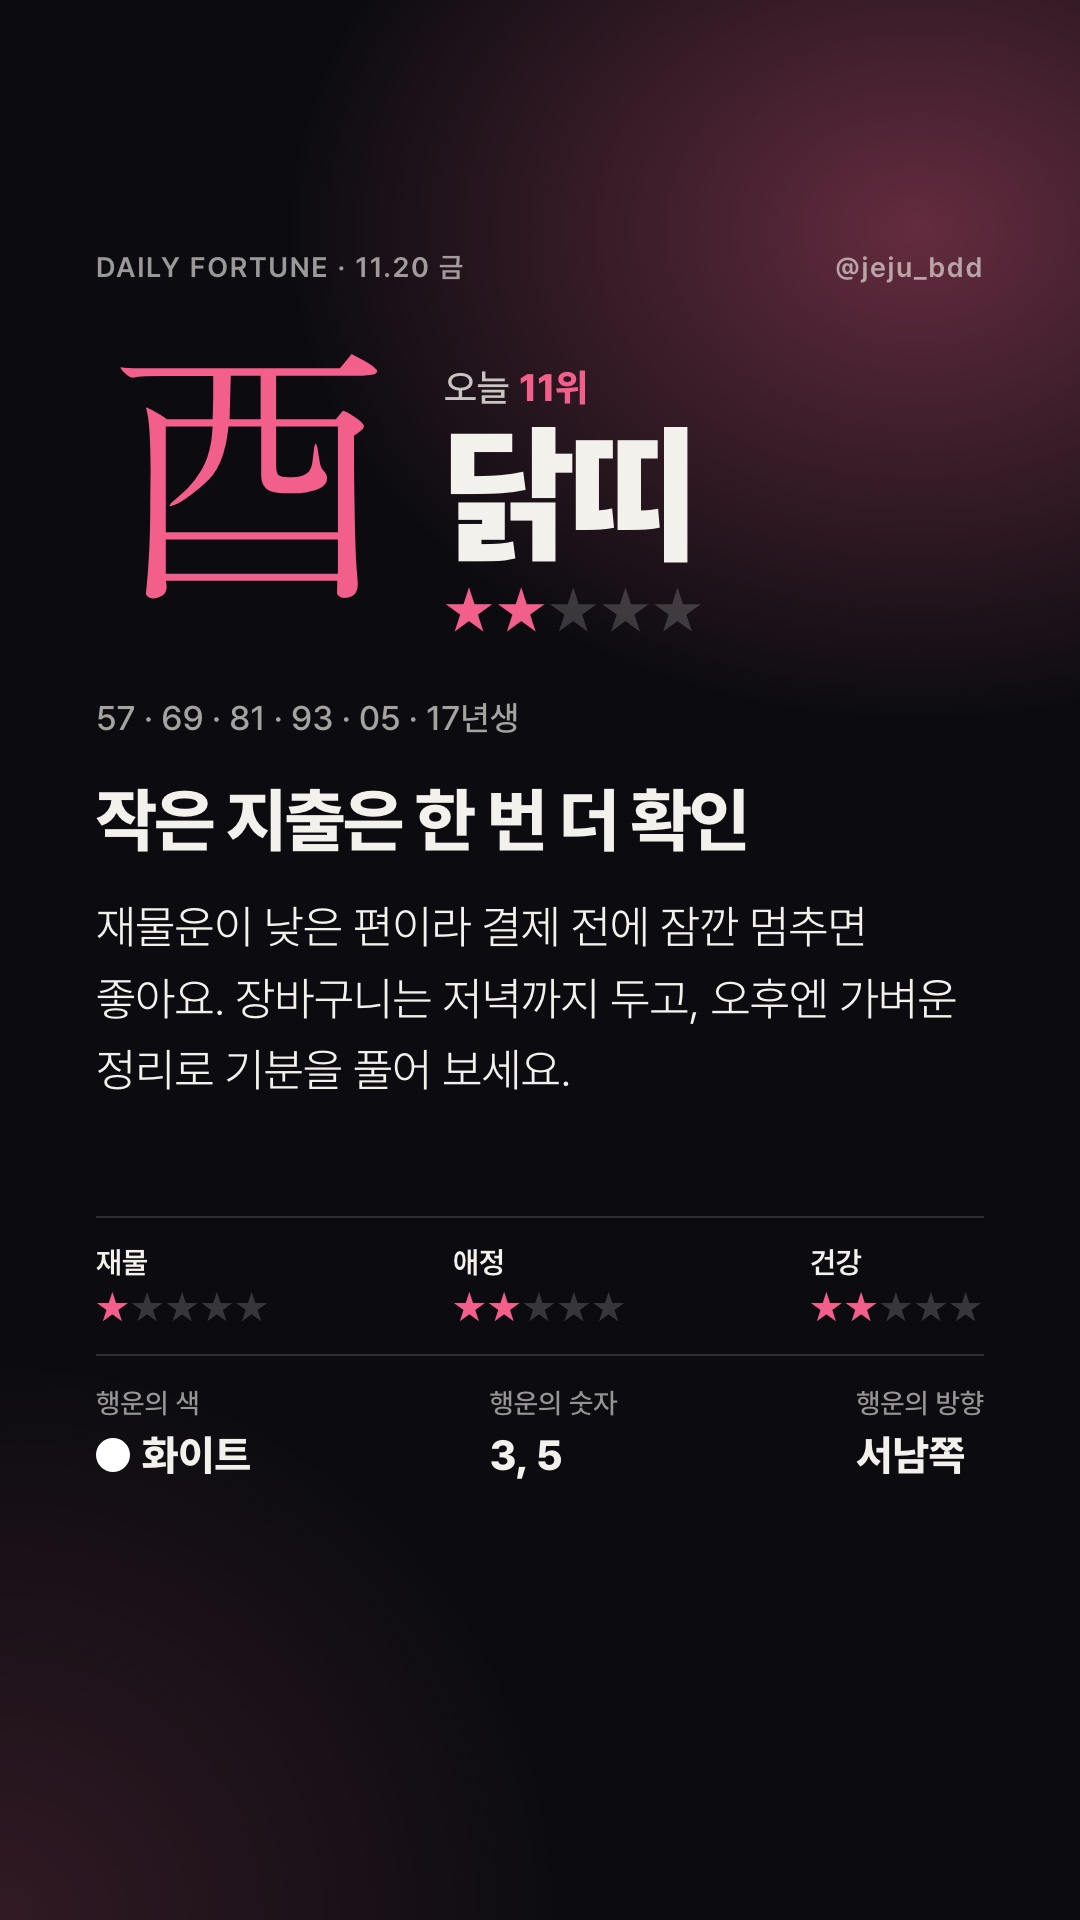 DAILY FORTUNE · 11.20 금
@jeju_bdd
酉
오늘 11위
닭띠
★★★★★
57 · 69 · 81 · 93 · 05 · 17년생
작은 지출은 한 번 더 확인
재물운이 낮은 편이라 결제 전에 잠깐 멈추면
좋아요. 장바구니는 저녁까지 두고, 오후엔 가벼운
정리로 기분을 풀어 보세요.
재물
★★★★★
애정
★★★★★
건강
★★★★★
행운의 색
화이트
행운의 숫자
3, 5
행운의 방향
서남쪽